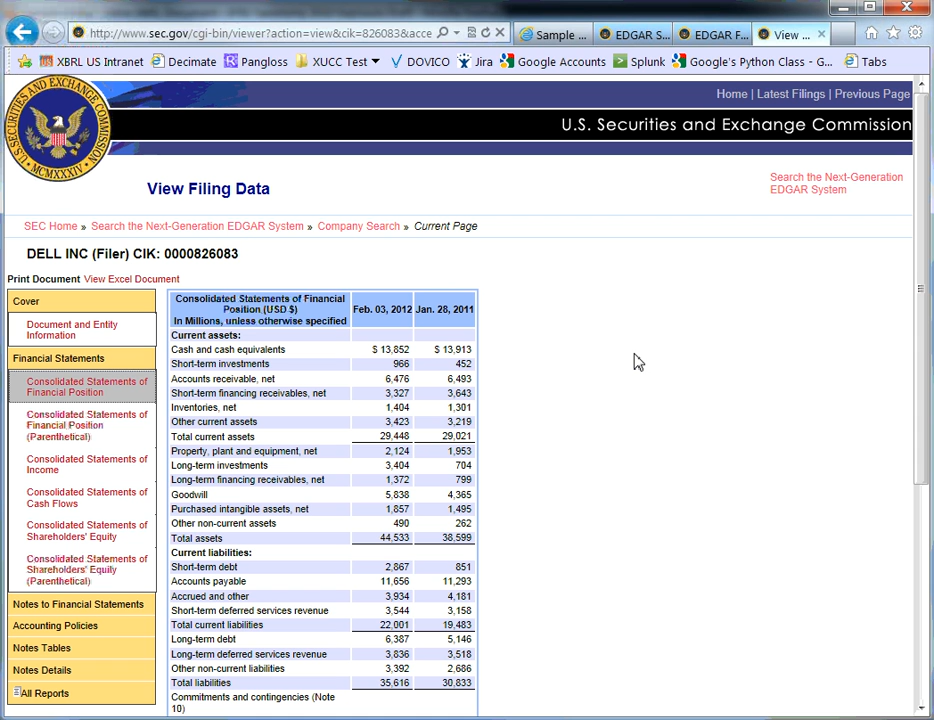 http://www.sec.gov/cgi-bin/viewer?action=view&cik=826083&acce
Sample ...
EDGAR S...
EDGAR F...
View ...
XBRL US Intranet
Decimate
Pangloss
XUCC Test
DOVICO
Jira
Google Accounts
Splunk
Google's Python Class - G...
Tabs
Home | Latest Filings | Previous Page
U.S. Securities and Exchange Commission
SECURITIES AND EXCHANGE COMMISSION
MCMXXXIV
View Filing Data
Search the Next-Generation
EDGAR System
SEC Home » Search the Next-Generation EDGAR System » Company Search » Current Page
DELL INC (Filer) CIK: 0000826083
Print Document View Excel Document
Cover
Document and Entity
Information
Financial Statements
Consolidated Statements of
Financial Position
Consolidated Statements of
Financial Position
(Parenthetical)
Consolidated Statements of
Income
Consolidated Statements of
Cash Flows
Consolidated Statements of
Shareholders' Equity
Consolidated Statements of
Shareholders' Equity
(Parenthetical)
Notes to Financial Statements
Accounting Policies
Notes Tables
Notes Details
All Reports
Consolidated Statements of Financial
Position (USD $)
In Millions, unless otherwise specified
Feb. 03, 2012 Jan. 28, 2011
Current assets:
Cash and cash equivalents $ 13,852 $ 13,913
Short-term investments 966 452
Accounts receivable, net 6,476 6,493
Short-term financing receivables, net 3,327 3,643
Inventories, net 1,404 1,301
Other current assets 3,423 3,219
Total current assets 29,448 29,021
Property, plant and equipment, net 2,124 1,953
Long-term investments 3,404 704
Long-term financing receivables, net 1,372 799
Goodwill 5,838 4,365
Purchased intangible assets, net 1,857 1,495
Other non-current assets 490 262
Total assets 44,533 38,599
Current liabilities:
Short-term debt 2,867 851
Accounts payable 11,656 11,293
Accrued and other 3,934 4,181
Short-term deferred services revenue 3,544 3,158
Total current liabilities 22,001 19,483
Long-term debt 6,387 5,146
Long-term deferred services revenue 3,836 3,518
Other non-current liabilities 3,392 2,686
Total liabilities 35,616 30,833
Commitments and contingencies (Note
10)